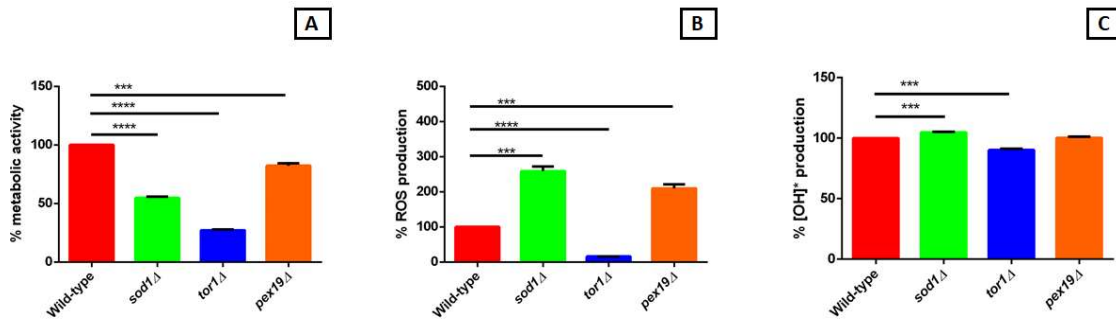 A
% metabolic activity
150
100
50
0
***
****
****
Wild-type
sod1Δ
tor1Δ
pex19Δ
B
% ROS production
500
400
300
200
100
0
***
****
***
Wild-type
sod1Δ
tor1Δ
pex19Δ
C
% [OH]* production
150
100
50
0
***
***
Wild-type
sod1Δ
tor1Δ
pex19Δ